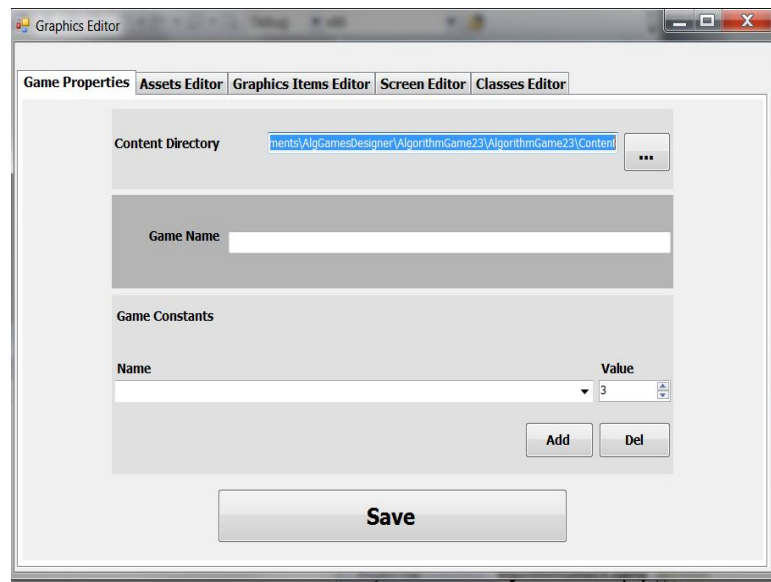 Graphics Editor
Game Properties Assets Editor Graphics Items Editor Screen Editor Classes Editor
Content Directory ments\AlgGamesDesigner\AlgorithmGame23\AlgorithmGame23\Content ...
Game Name
Game Constants
Name Value
3
Add Del
Save